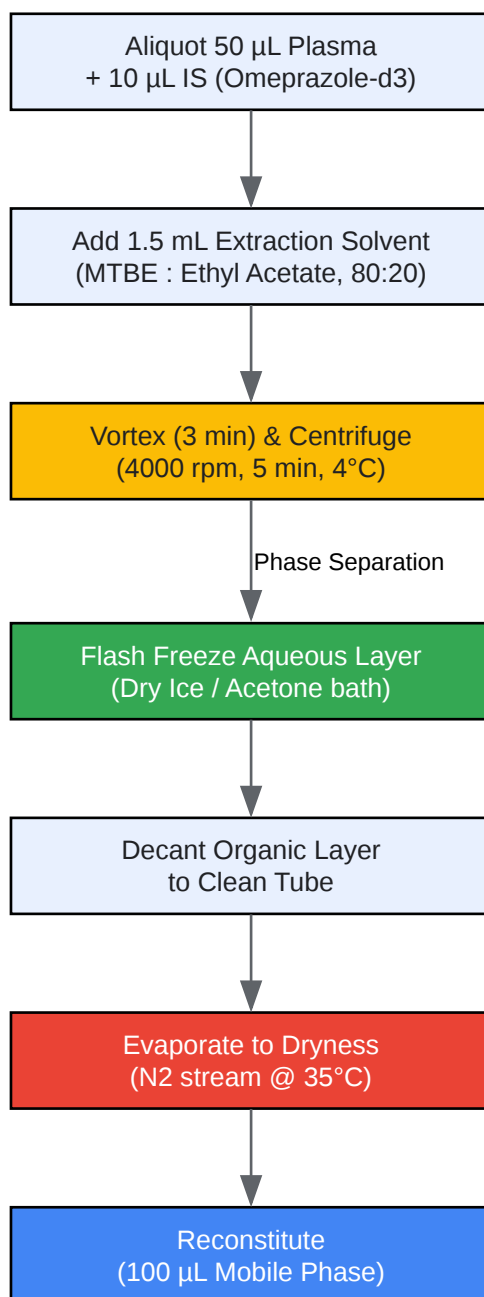 Aliquot 50 µL Plasma
+ 10 µL IS (Omeprazole-d3)
Add 1.5 mL Extraction Solvent
(MTBE : Ethyl Acetate, 80:20)
Vortex (3 min) & Centrifuge
(4000 rpm, 5 min, 4°C)
Phase Separation
Flash Freeze Aqueous Layer
(Dry Ice / Acetone bath)
Decant Organic Layer
to Clean Tube
Evaporate to Dryness
(N2 stream @ 35°C)
Reconstitute
(100 µL Mobile Phase)